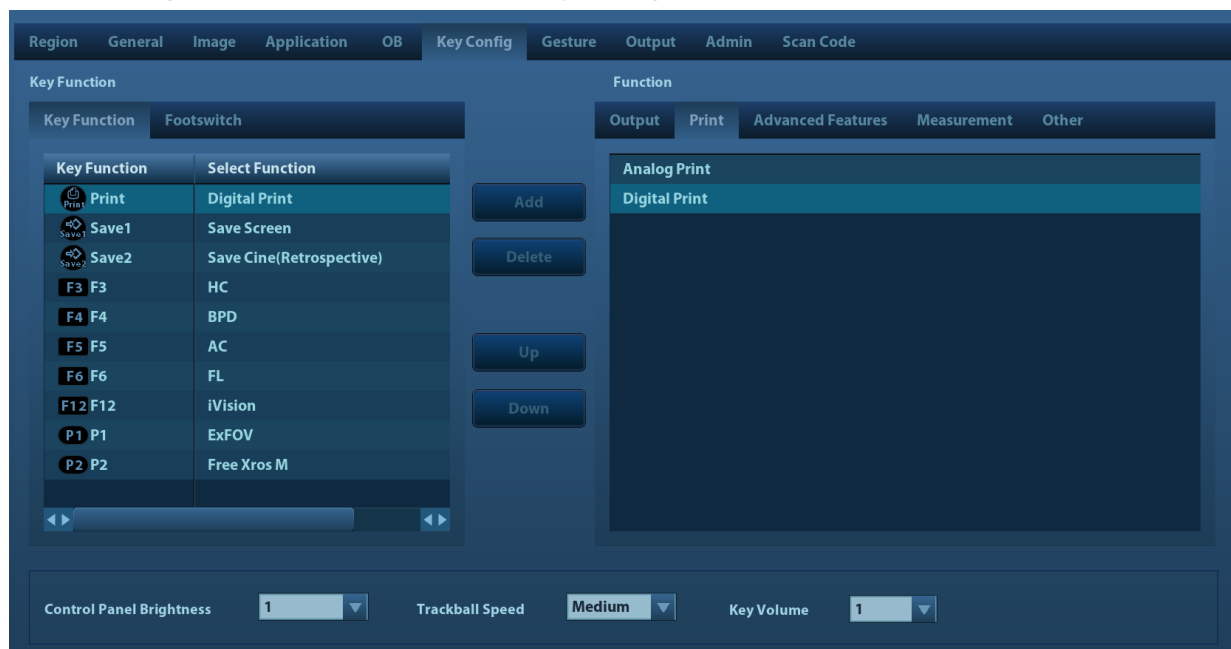 Region General Image Application OB Key Config Gesture Output Admin Scan Code
Key Function Function
Key Function Footswitch Output Print Advanced Features Measurement Other
Key Function Select Function
Analog Print
Print Print Digital Print
Digital Print
Add
Save1 Save1 Save Screen
Save2 Save2 Save Cine(Retrospective)
Delete
F3 F3 HC
F4 F4 BPD
F5 F5 AC
Up
F6 F6 FL
F12 F12 iVision
Down
P1 P1 ExFOV
P2 P2 Free Xros M
Control Panel Brightness 1 Trackball Speed Medium Key Volume 1